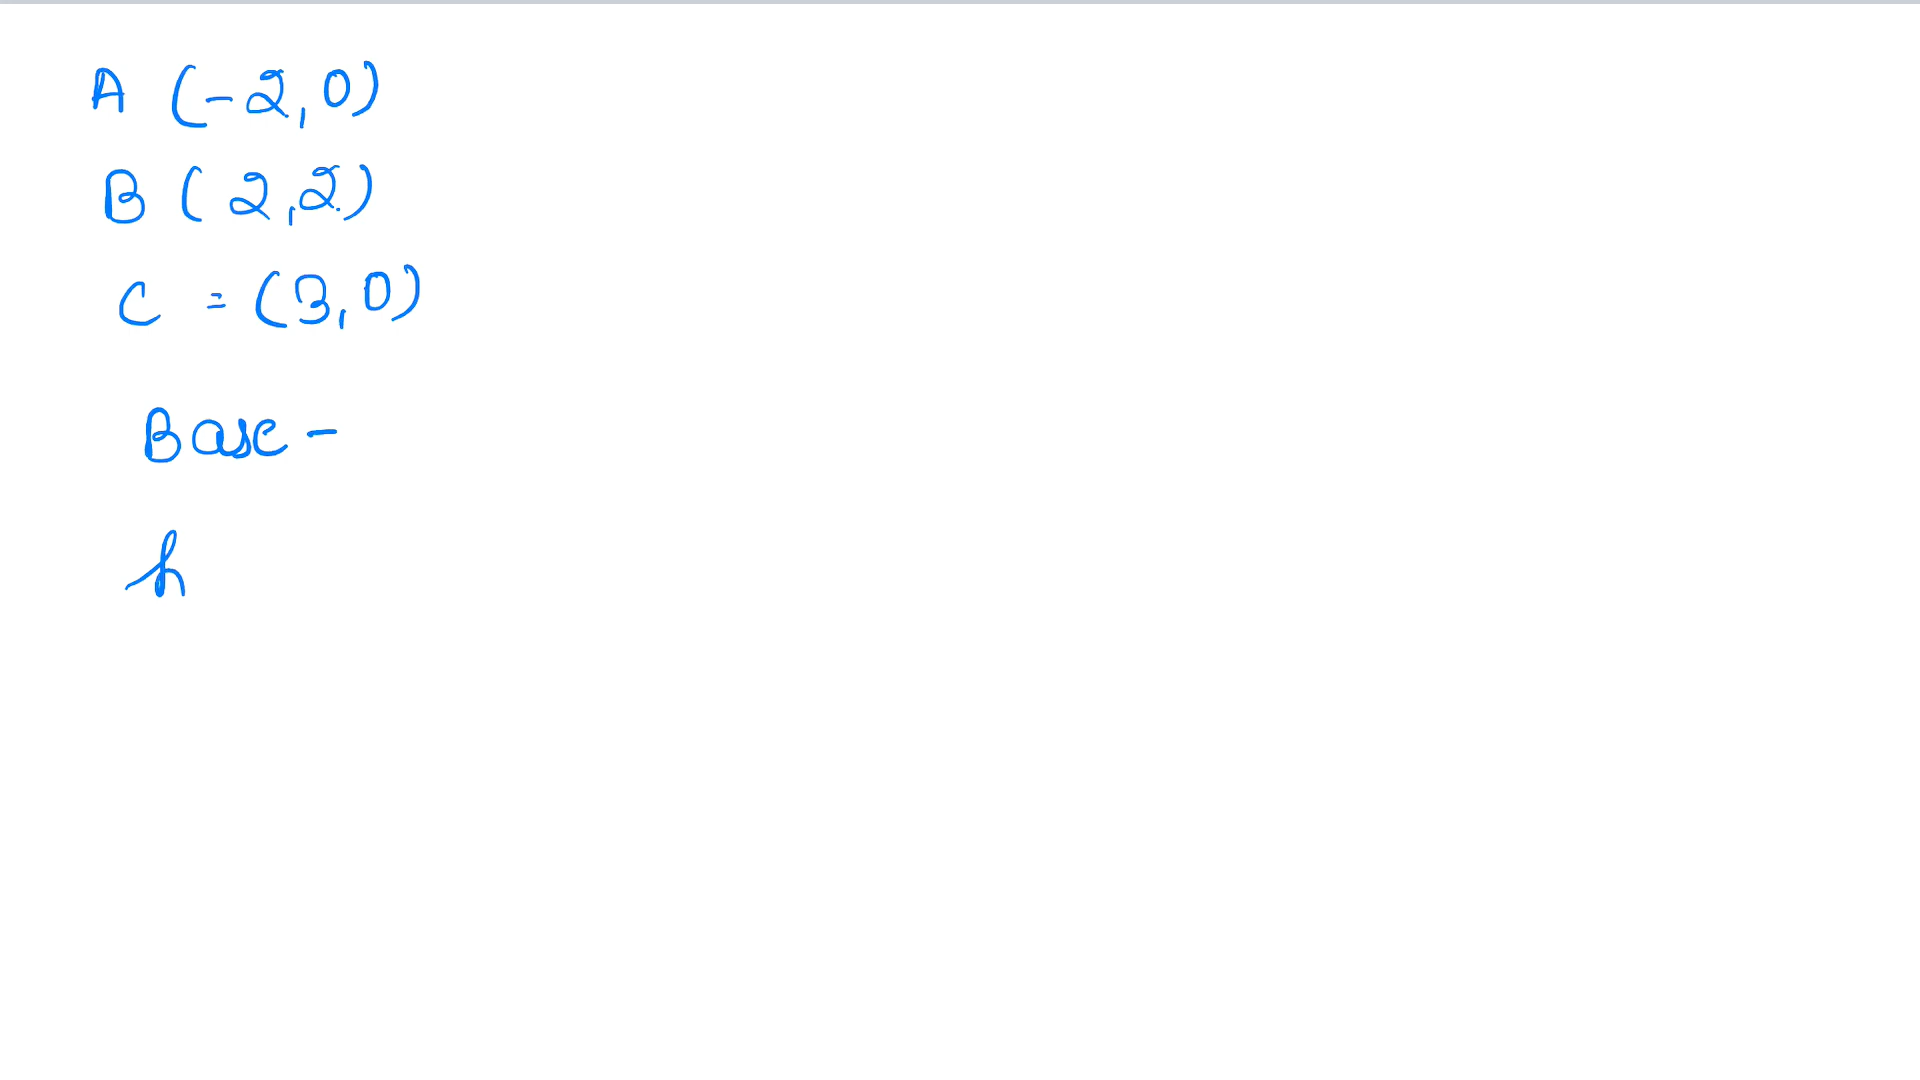 A (-2,0)
B (2,2)
C = (3,0)
Base -
h